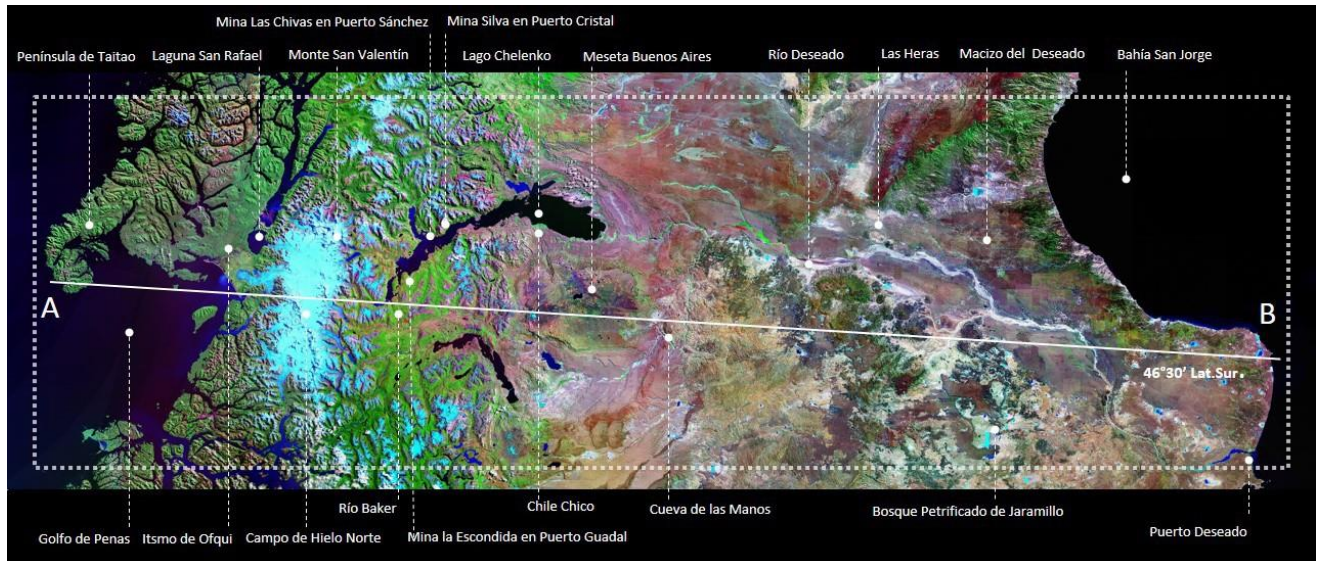 Mina Las Chivas en Puerto Sánchez
Mina Silva en Puerto Cristal
Península de Taitao
Laguna San Rafael
Monte San Valentín
Lago Chelenko
Meseta Buenos Aires
Río Deseado
Las Heras
Macizo del Deseado
Bahía San Jorge
A
B
46°30' Lat.Sur.
Río Baker
Chile Chico
Cueva de las Manos
Bosque Petrificado de Jaramillo
Puerto Deseado
Golfo de Penas
Itsmo de Ofqui
Campo de Hielo Norte
Mina la Escondida en Puerto Guadal